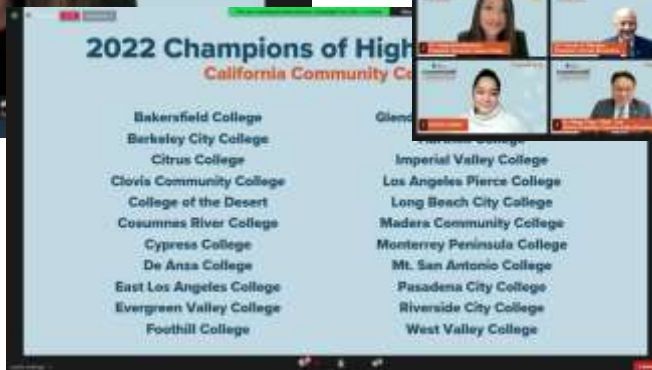 2022 Champions of High
California Community Co
Bakersfield College
Berkeley City College
Citrus College
Clovis Community College
College of the Desert
Cosumnes River College
Cypress College
De Anza College
East Los Angeles College
Evergreen Valley College
Foothill College
Glend
Imperial Valley College
Los Angeles Pierce College
Long Beach City College
Madera Community College
Monterrey Peninsula College
Mt. San Antonio College
Pasadena City College
Riverside City College
West Valley College